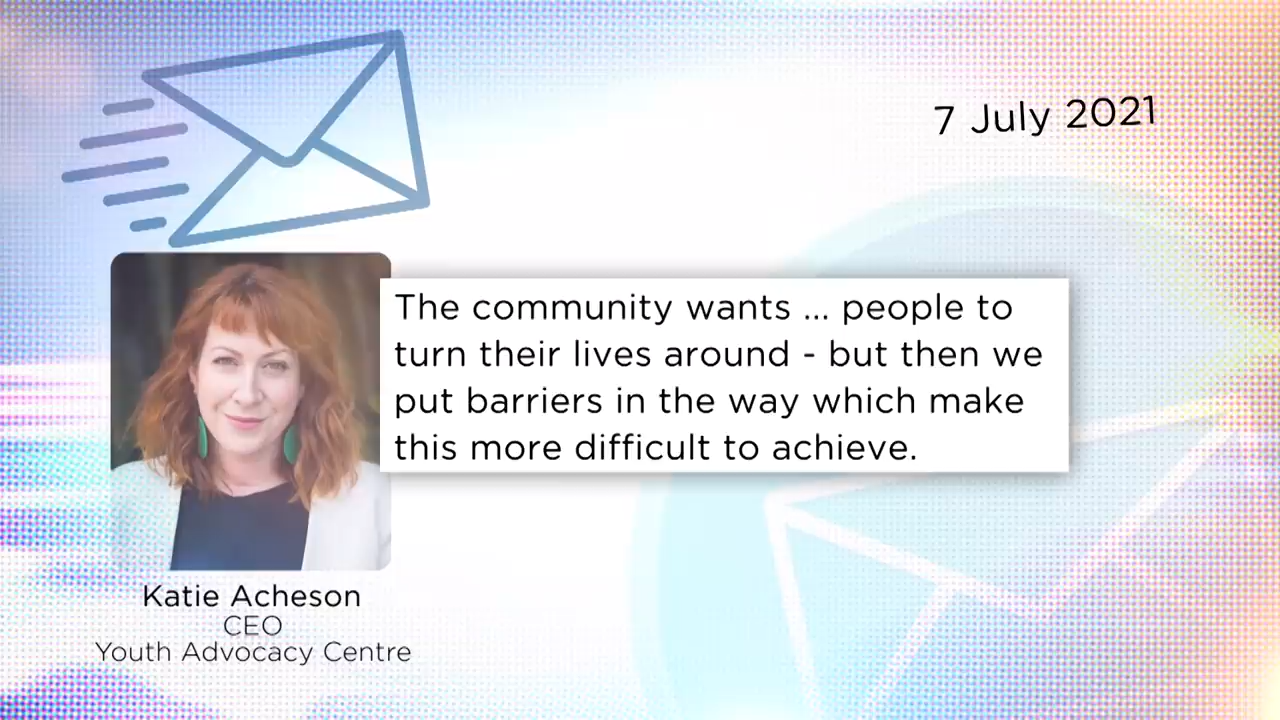 7 July 2021
The community wants ... people to
turn their lives around - but then we
put barriers in the way which make
this more difficult to achieve.
Katie Acheson
CEO
Youth Advocacy Centre